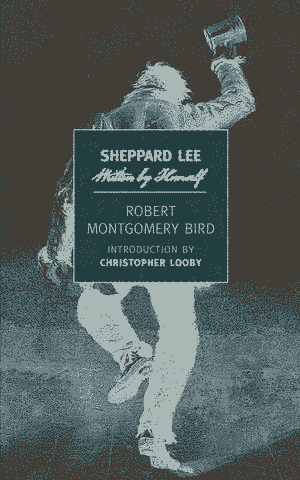 SHEPPARD LEE
Written by Himself
ROBERT
MONTGOMERY BIRD
INTRODUCTION BY
CHRISTOPHER LOOBY